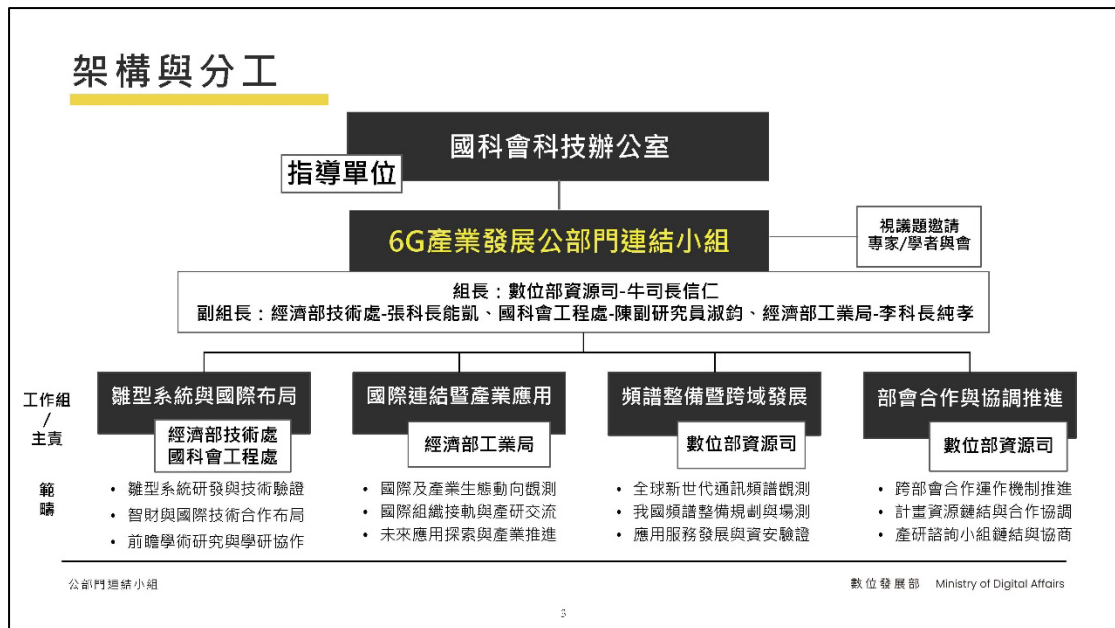 架構與分工
國科會科技辦公室
指導單位
6G產業發展公部門連結小組
視議題邀請
專家/學者與會
組長：數位部資源司-牛司長信仁
副組長：經濟部技術處-張科長能凱、國科會工程處-陳副研究員淑鈞、經濟部工業局-李科長純孝
工作組
/
主責
雛型系統與國際布局
經濟部技術處
國科會工程處
國際連結暨產業應用
經濟部工業局
頻譜整備暨跨域發展
數位部資源司
部會合作與協調推進
數位部資源司
範
疇
• 雛型系統研發與技術驗證
• 智財與國際技術合作布局
• 前瞻學術研究與學研協作
• 國際及產業生態動向觀測
• 國際組織接軌與產研交流
• 未來應用探索與產業推進
• 全球新世代通訊頻譜觀測
• 我國頻譜整備規劃與場測
• 應用服務發展與資安驗證
• 跨部會合作運作機制推進
• 計畫資源鏈結與合作協調
• 產研諮詢小組鏈結與協商
公部門連結小組
數位發展部 Ministry of Digital Affairs
3